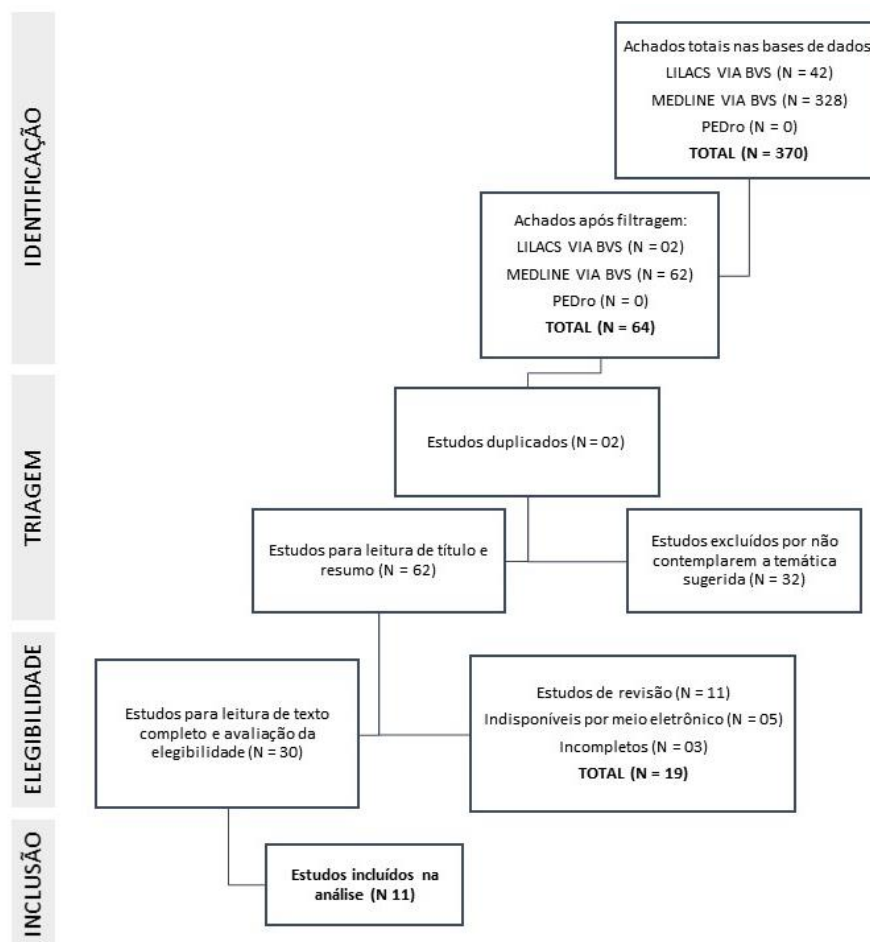 IDENTIFICAÇÃO
Achados totais nas bases de dados
LILACS VIA BVS (N = 42)
MEDLINE VIA BVS (N = 328)
PEDro (N = 0)
TOTAL (N = 370)
Achados após filtragem:
LILACS VIA BVS (N = 02)
MEDLINE VIA BVS (N = 62)
PEDro (N = 0)
TOTAL (N = 64)
TRIAGEM
Estudos duplicados (N = 02)
Estudos para leitura de título e
resumo (N = 62)
Estudos excluídos por não
contemplarem a temática
sugerida (N = 32)
ELEGIBILIDADE
Estudos para leitura de texto
completo e avaliação da
elegibilidade (N = 30)
Estudos de revisão (N = 11)
Indisponíveis por meio eletrônico (N = 05)
Incompletos (N = 03)
TOTAL (N = 19)
INCLUSÃO
Estudos incluídos na
análise (N 11)